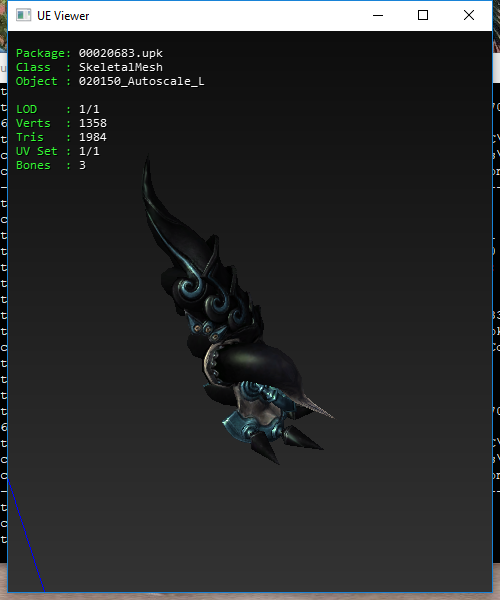 UE Viewer
Package: 00020683.upk
Class : SkeletalMesh
Object : 020150_Autoscale_L
LOD : 1/1
Verts : 1358
Tris : 1984
UV Set : 1/1
Bones : 3